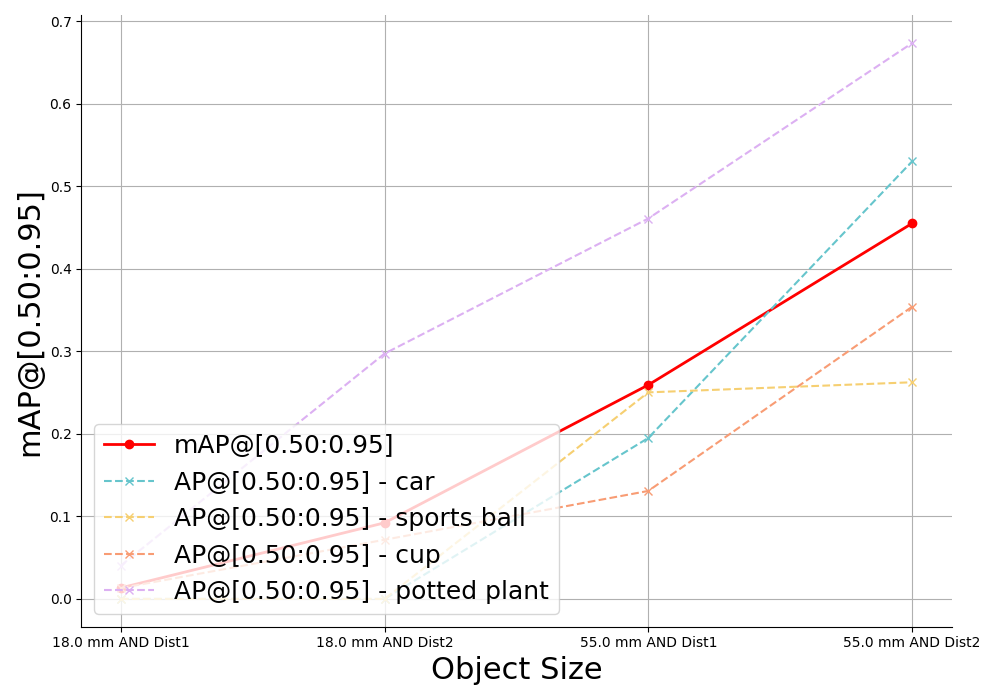 0.7
0.6
0.5
0.4
0.3
0.2
0.1
0.0
mAP@[0.50:0.95]
mAP@[0.50:0.95]
AP@[0.50:0.95] - car
AP@[0.50:0.95] - sports ball
AP@[0.50:0.95] - cup
AP@[0.50:0.95] - potted plant
18.0 mm AND Dist1
18.0 mm AND Dist2
55.0 mm AND Dist1
55.0 mm AND Dist2
Object Size